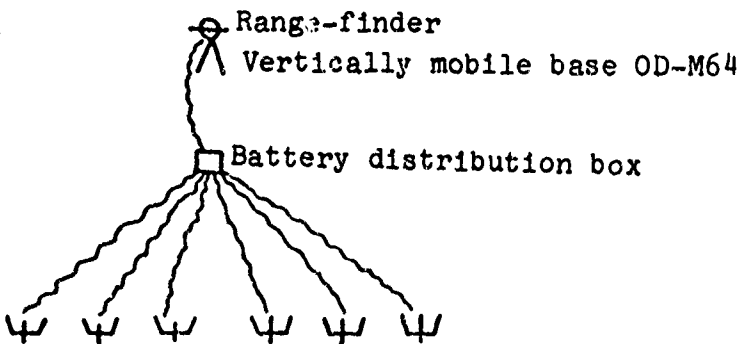 Range-finder
Vertically mobile base OD-M64
Battery distribution box